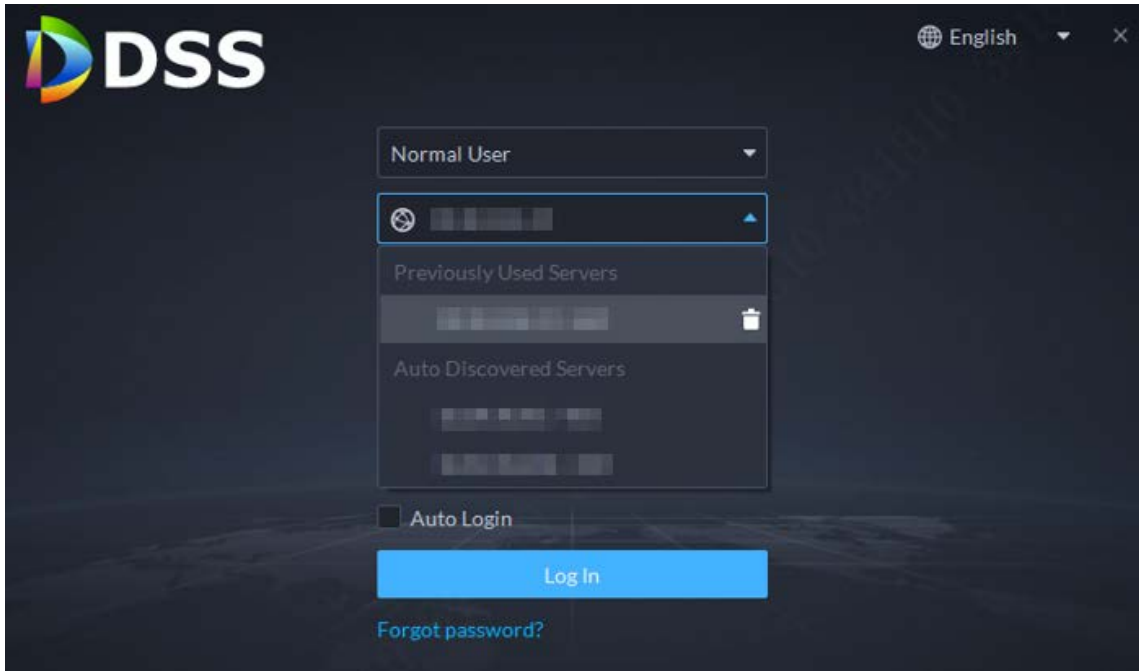 DSS
English
Normal User
Previously Used Servers
Auto Discovered Servers
Auto Login
Log In
Forgot password?